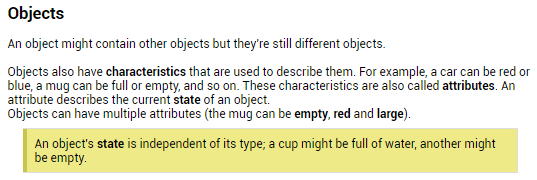 Objects
An object might contain other objects but they're still different objects.
Objects also have characteristics that are used to describe them. For example, a car can be red or
blue, a mug can be full or empty, and so on. These characteristics are also called attributes. An
attribute describes the current state of an object.
Objects can have multiple attributes (the mug can be empty, red and large).
An object's state is independent of its type; a cup might be full of water, another might
be empty.